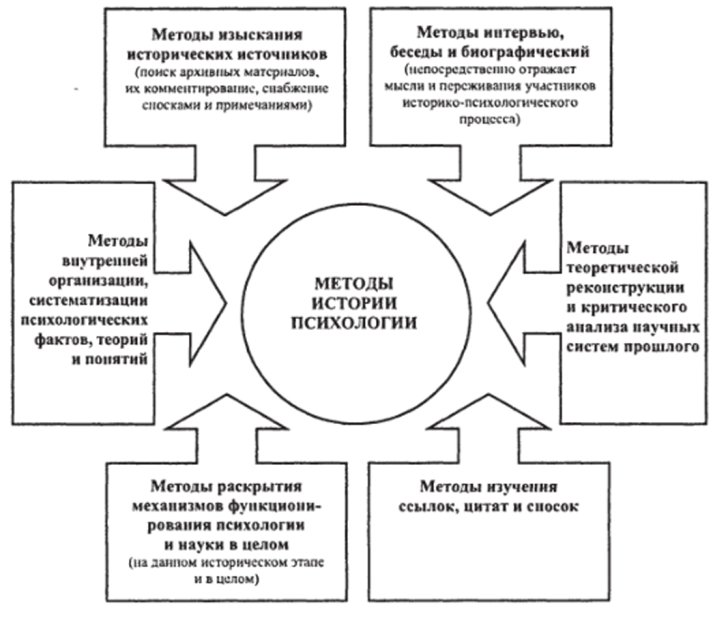 Методы изыскания
исторических источников
(поиск архивных материалов,
их комментирование, снабжение
сносками и примечаниями)
Методы интервью,
беседы и биографический
(непосредственно отражает
мысли и переживания участников
историко-психологического
процесса)
Методы
внутренней
организации,
систематизации
психологических
фактов, теорий
и понятий
МЕТОДЫ
ИСТОРИИ
ПСИХОЛОГИИ
Методы
теоретической
реконструкции
и критического
анализа научных
систем прошлого
Методы раскрытия
механизмов функциони-
рования психологии
и науки в целом
(на данном историческом этапе
и в целом)
Методы изучения
ссылок, цитат и сносок